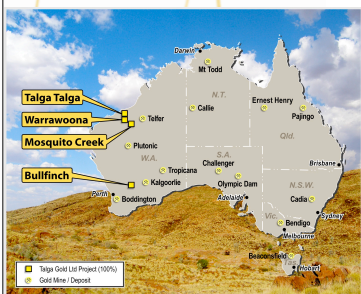 Darwin
Mt Todd
N.T.
Talga Talga
Warrawoona
Mosquito Creek
Telfer
Callie
Ernest Henry
Pajingo
Qld.
Plutonic
W.A.
S.A.
Challenger
Tropicana
Brisbane
Bullfinch
Kalgoorlie
Olympic Dam
N.S.W.
Perth
Boddington
Adelaide
Cadia
Sydney
Vic.
Bendigo
Melbourne
Beaconsfield
Hobart
Talga Gold Ltd Project (100%)
Gold Mine / Deposit